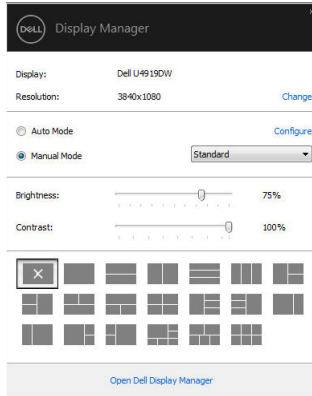 DELL Display Manager
Display: Dell U4919DW
Resolution: 3840x1080 Change
Auto Mode Configure
Manual Mode Standard
Brightness: 75%
Contrast: 100%
Open Dell Display Manager